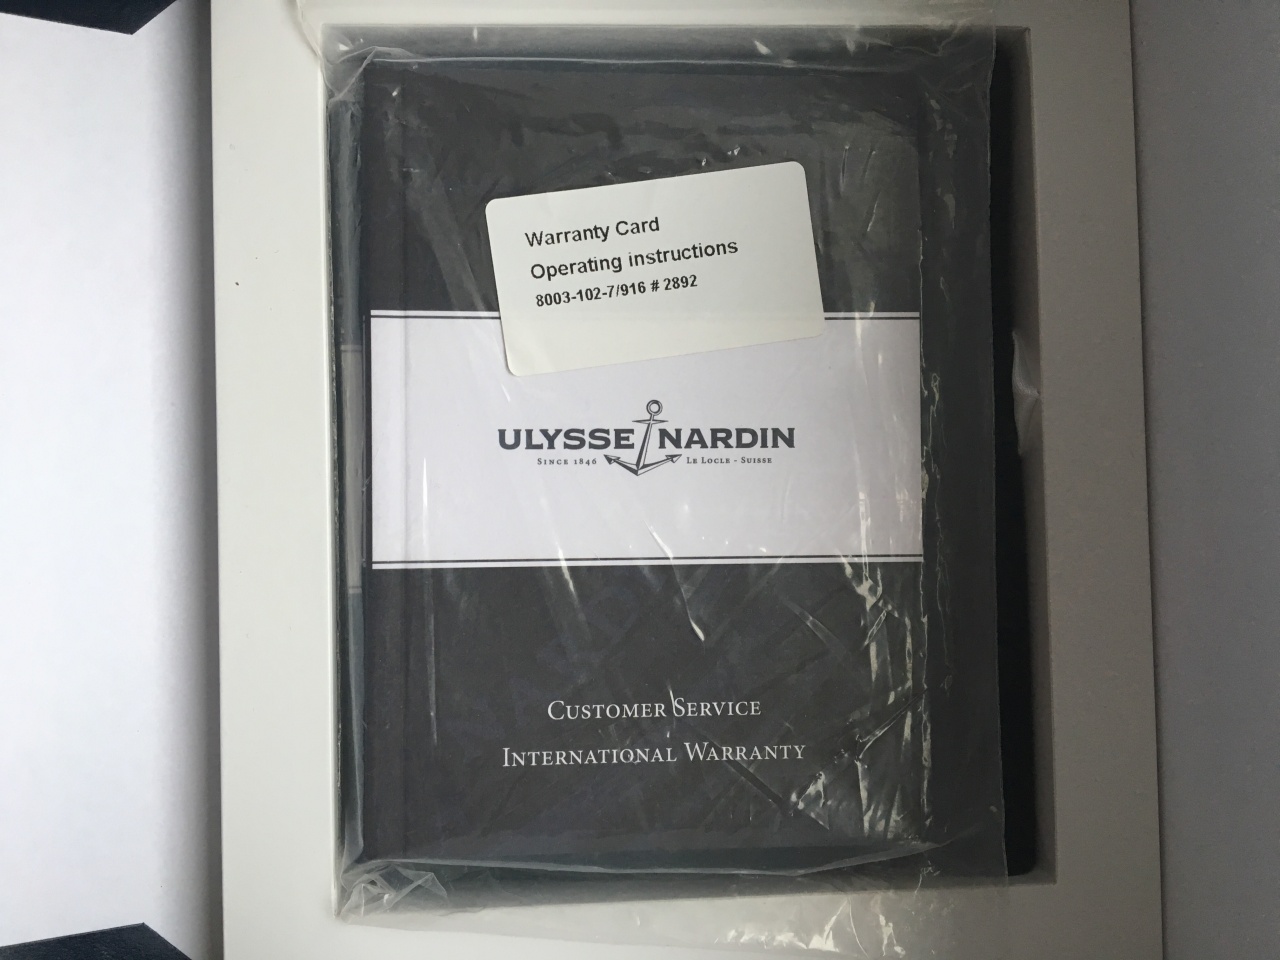 Warranty Card
Operating instructions
8003-102-7/916 # 2892
ULYSSE NARDIN
SINCE 1846 LE LOCLE - SUISSE
CUSTOMER SERVICE
INTERNATIONAL WARRANTY